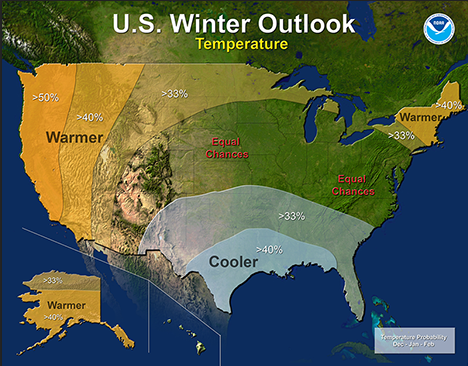 U.S. Winter Outlook
Temperature
NOAA
>50%
>40%
>33%
Warmer
>40%
Warmer
>33%
Equal
Chances
Equal
Chances
>33%
>40%
Cooler
>33%
Warmer
>40%
Temperature Probability
Dec - Jan - Feb